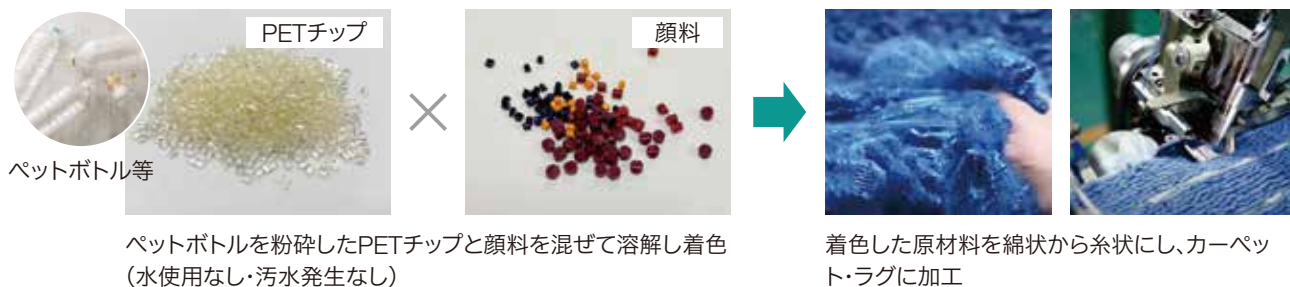 PETチップ
顔料
ペットボトル等
ペットボトルを粉砕したPETチップと顔料を混ぜて溶解し着色
（水使用なし・汚水発生なし）
着色した原材料を綿状から糸状にし、カーペッ
ト・ラグに加工